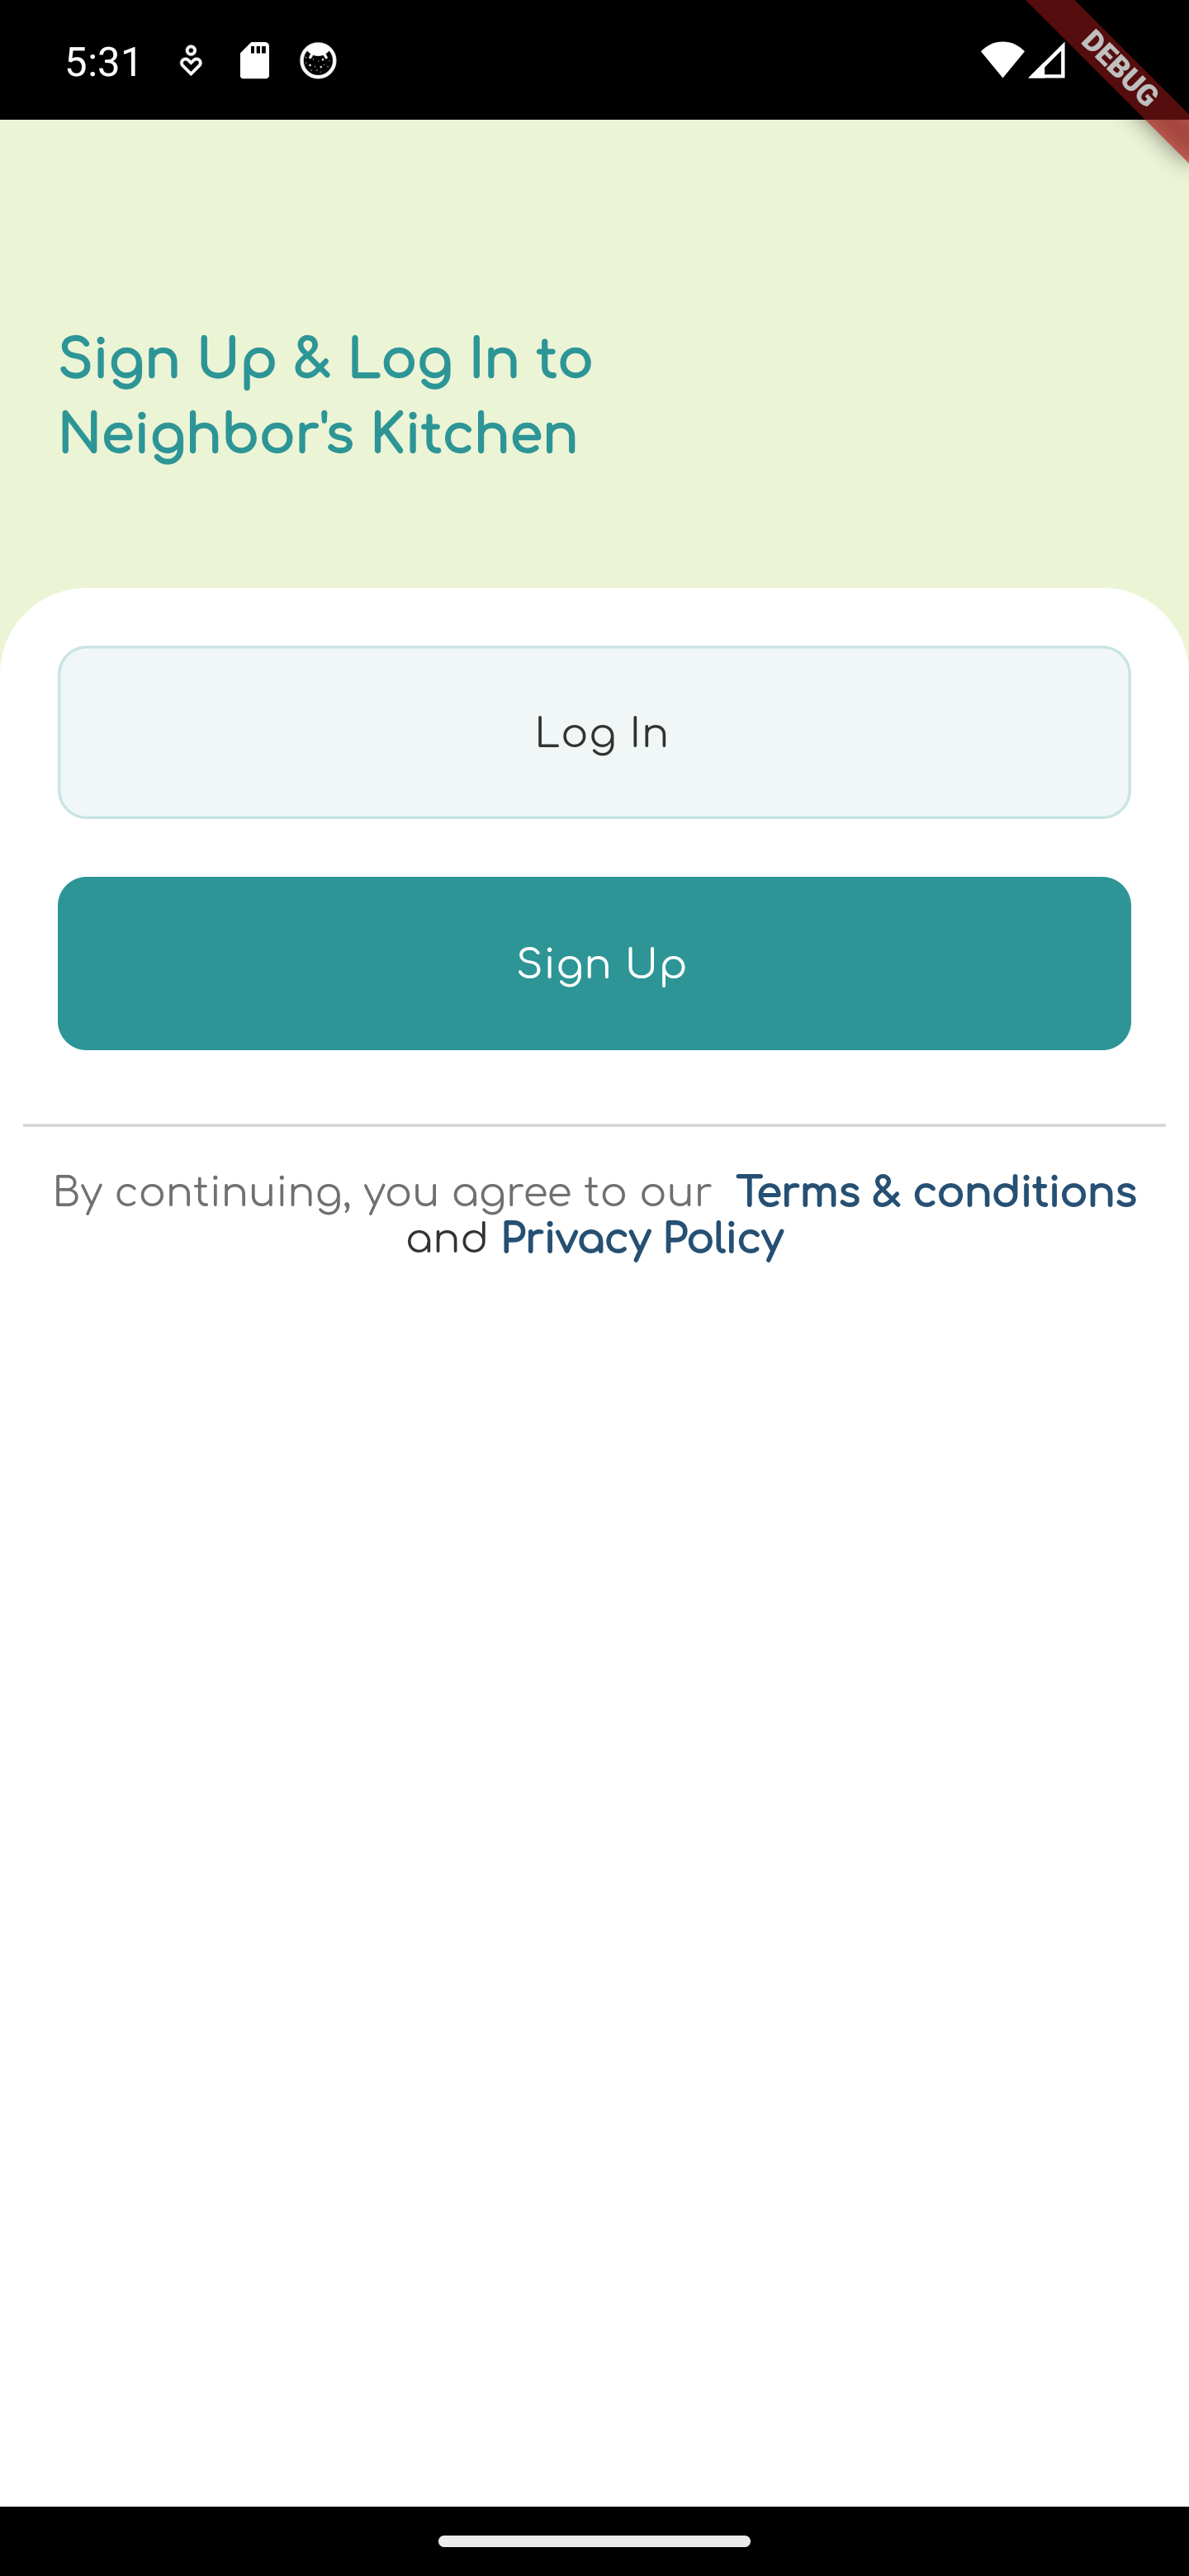 5:31
DEBUG
Sign Up & Log In to
Neighbor's Kitchen
Log In
Sign Up
By continuing, you agree to our Terms & conditions
and Privacy Policy